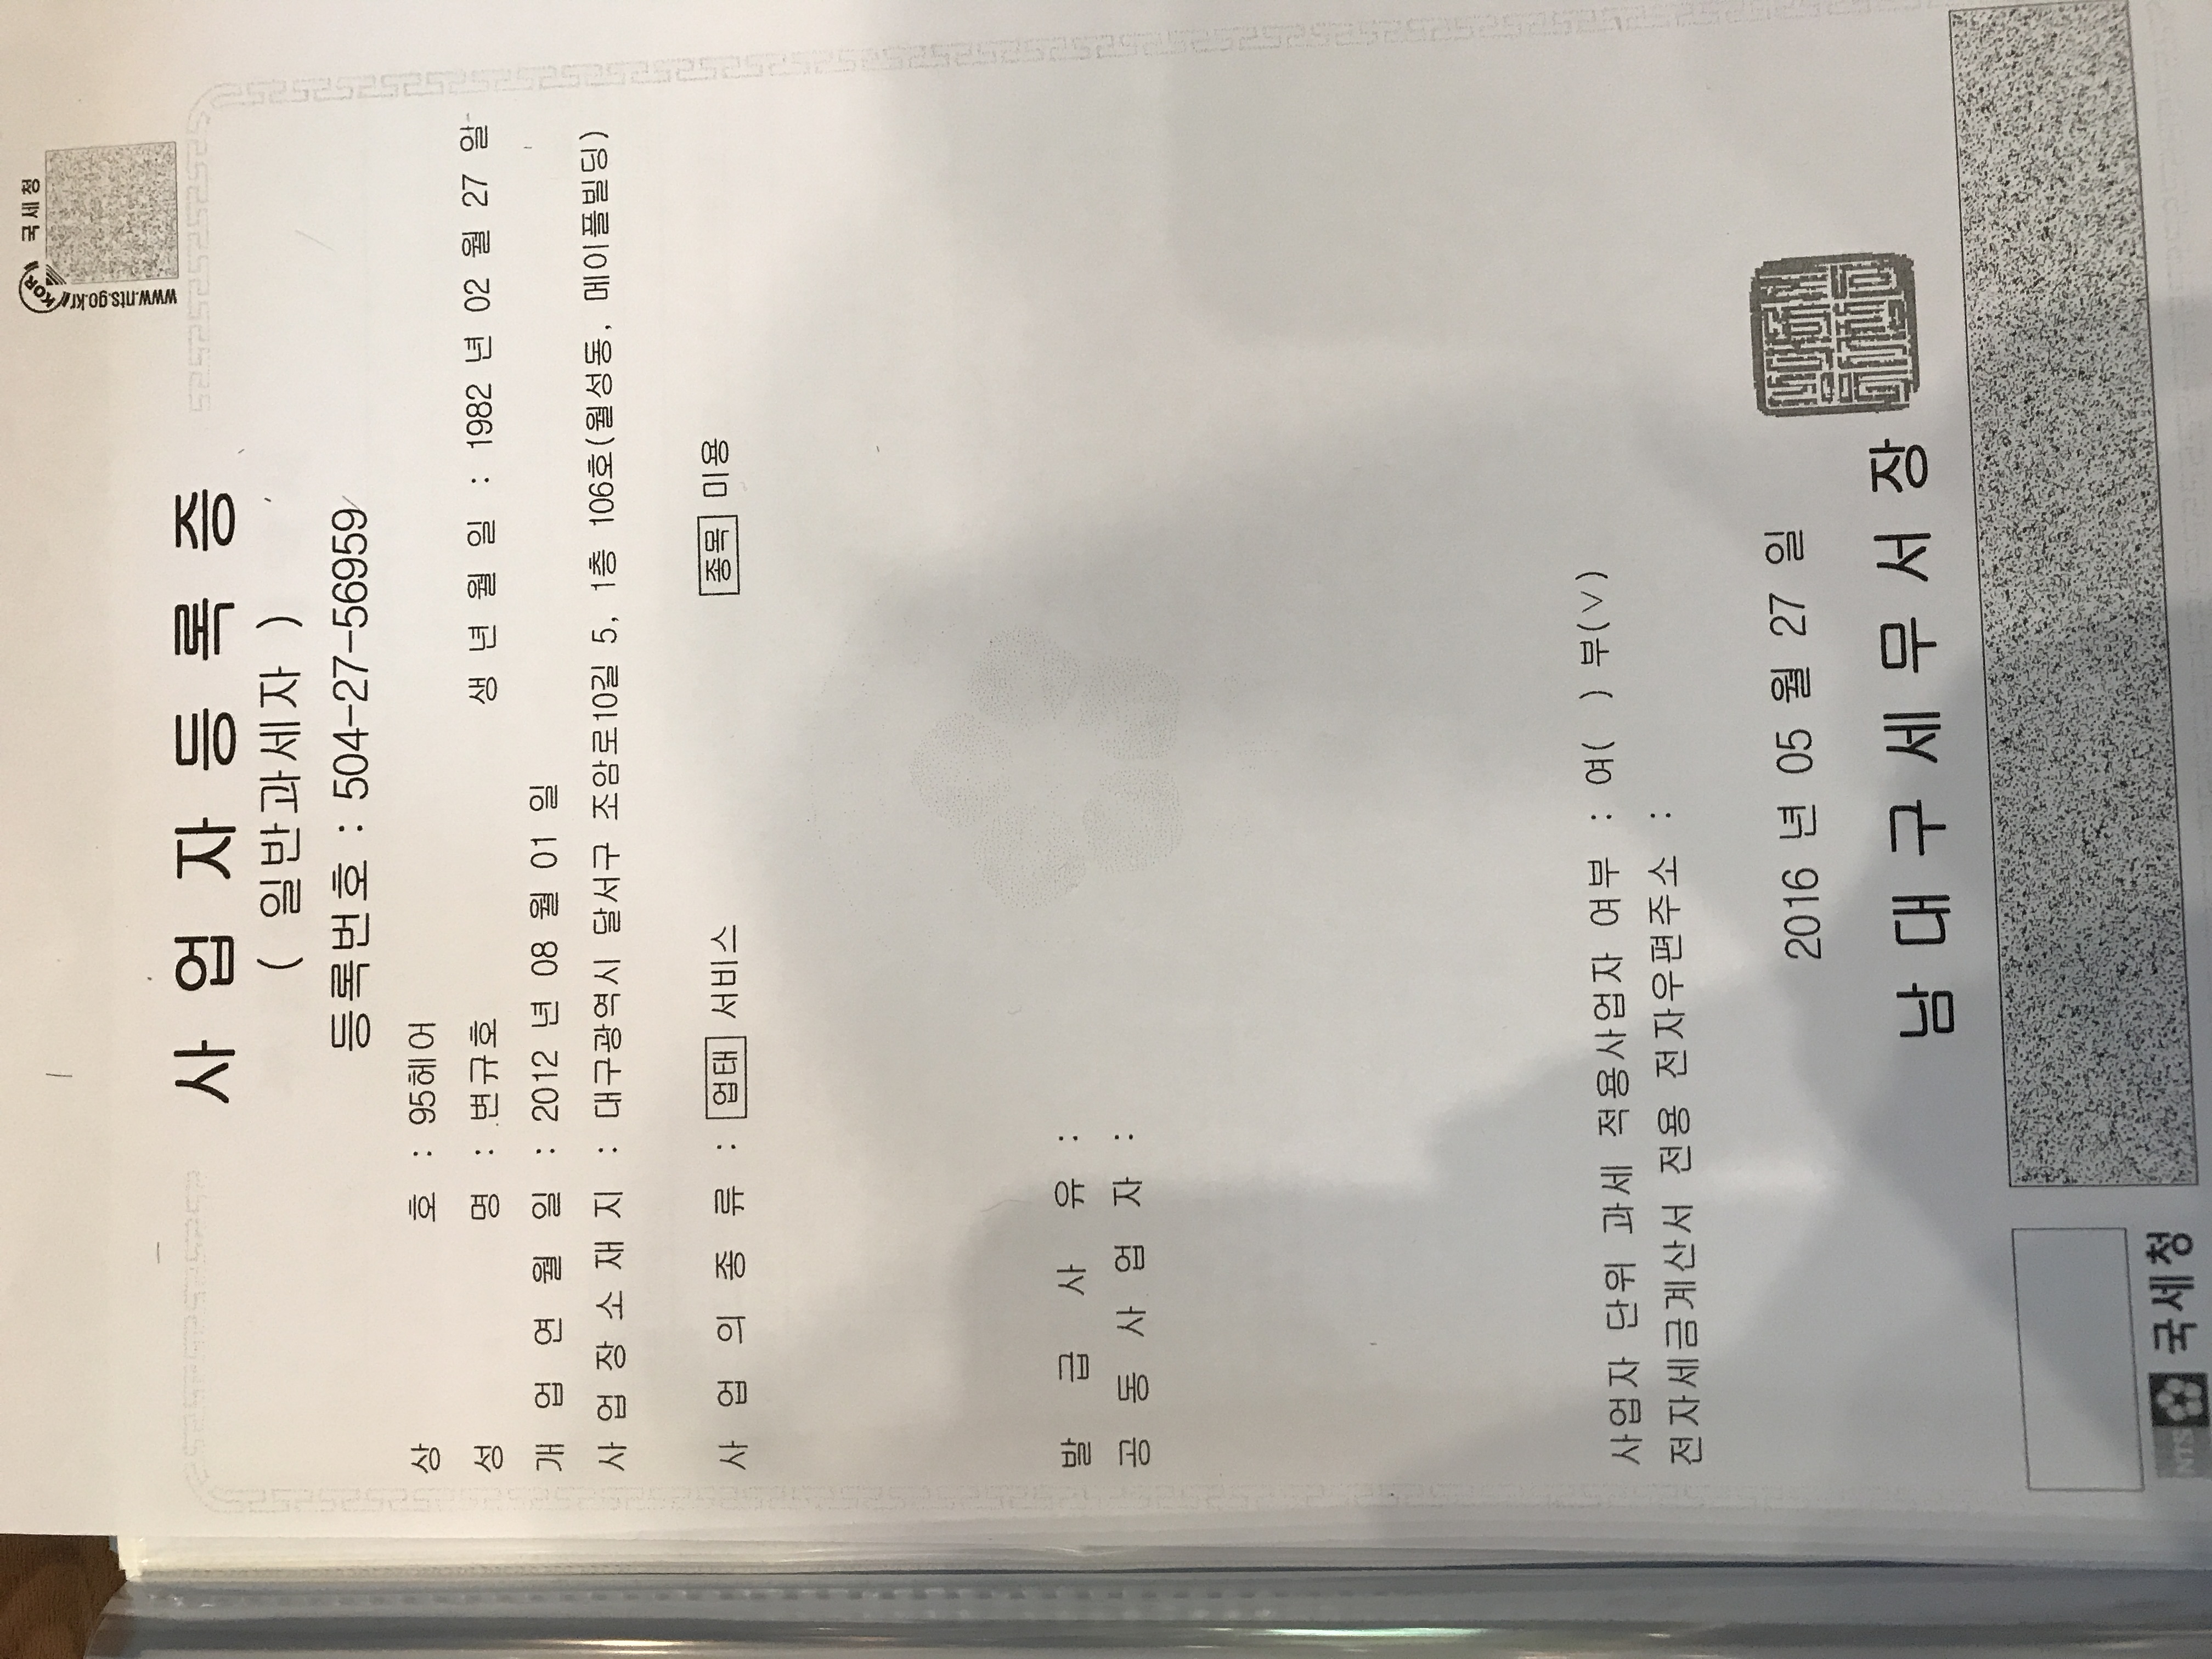 국세청
www.nts.go.kr
KOR
사업자등록증
( 일반과세자 )
등록번호 : 504-27-56959
상 호 : 95헤어
성 명 : 변규호 생 년 월 일 : 1982 년 02 월 27 일
개 업 연 월 일 : 2012 년 08 월 01 일
사 업 장 소 재 지 : 대구광역시 달서구 조암로10길 5, 1층 106호(월성동, 메이플빌딩)
사 업 의 종 류 : 업태 서비스 종목 미용
발 급 사 유 :
공 동 사 업 자 :
사업자 단위 과세 적용사업자 여부 : 여( ) 부(∨)
전자세금계산서 전용 전자우편주소 :
2016 년 05 월 27 일
남 대 구 세 무 서 장
NTS 국세청